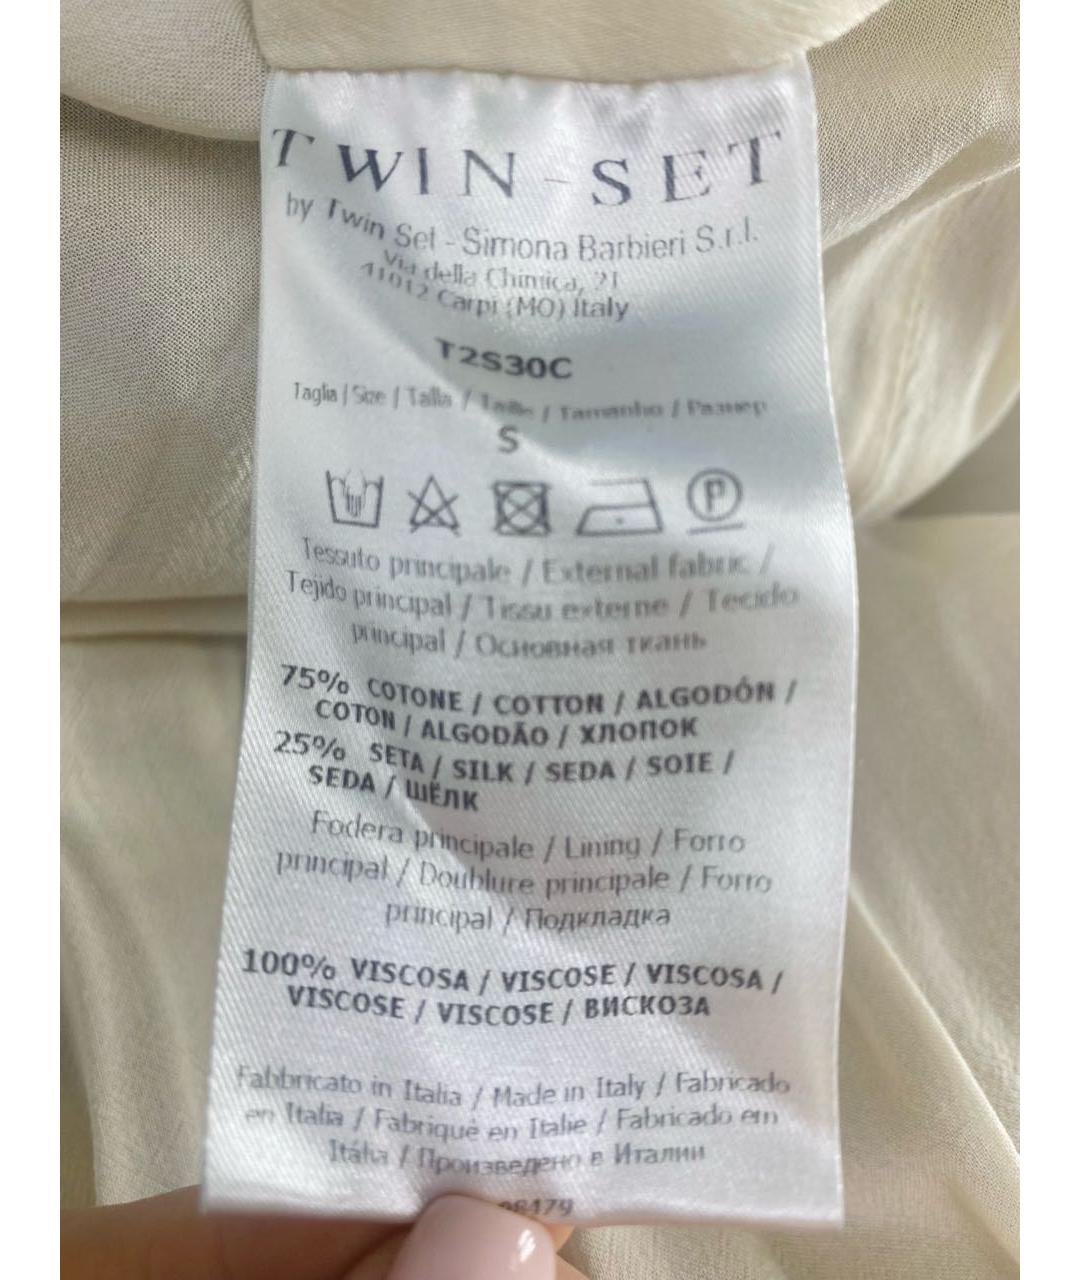 TWIN-SET
by Twin Set - Simona Barbieri S.r.l.
Via della Chimica, 21
41012 Carpi (MO) Italy
T2S30C
Taglia / Size / Talla / Taille / Tamanho / Размер
S
P
Tessuto principale / External fabric /
Tejido principal / Tissu externe / Tecido
principal / Основная ткань
75% COTONE / COTTON / ALGODÓN /
COTON / ALGODÃO / ХЛОПОК
25% SETA / SILK / SEDA / SOIE /
SEDA / ШЁЛК
Fodera principale / Lining / Forro
principal / Doublure principale / Forro
principal / Подкладка
100% VISCOSA / VISCOSE / VISCOSA /
VISCOSE / VISCOSE / ВИСКОЗА
Fabbricato in Italia / Made in Italy / Fabricado
en Italia / Fabriqué en Italie / Fabricado em
Itália / Произведено в Италии